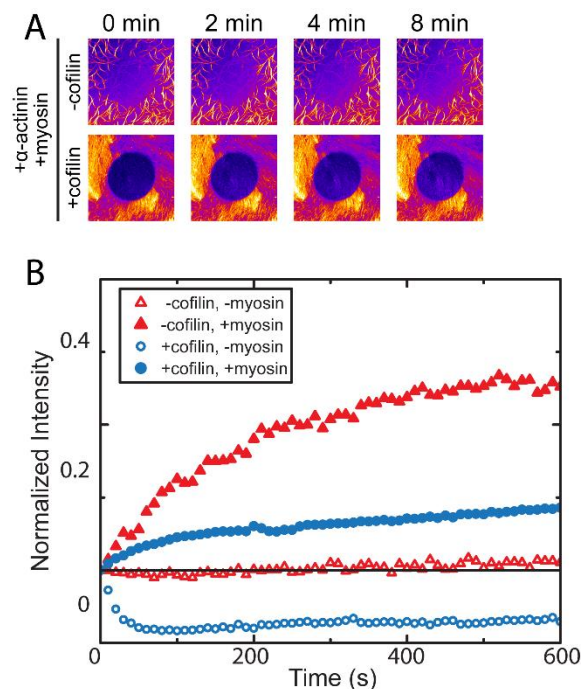 A
0 min 2 min 4 min 8 min
+α-actinin
+myosin
-cofilin
+cofilin
B
-cofilin, -myosin
-cofilin, +myosin
+cofilin, -myosin
+cofilin, +myosin
Normalized Intensity
0.4
0.2
0
0 200 400 600
Time (s)